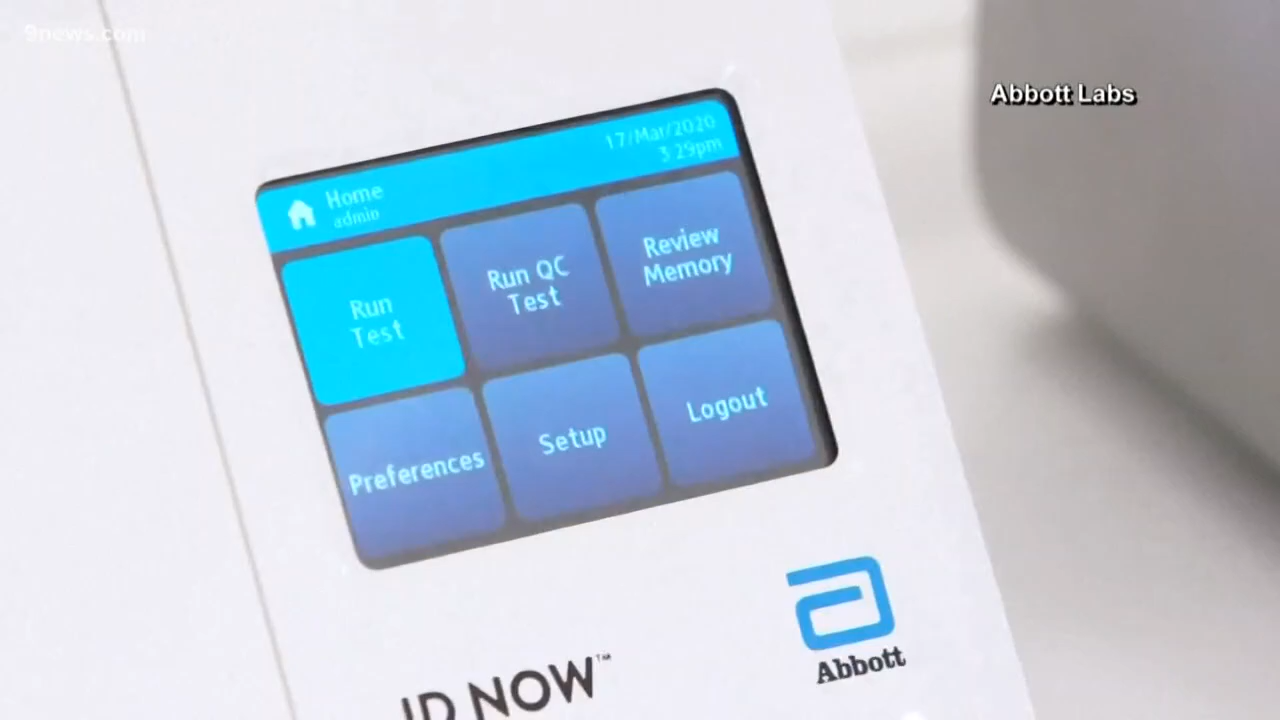 9news.com
Abbott Labs
17/Mar/2020
3 29pm
Home
admin
Run
Test
Run QC
Test
Review
Memory
Preferences
Setup
Logout
ID NOW™
Abbott